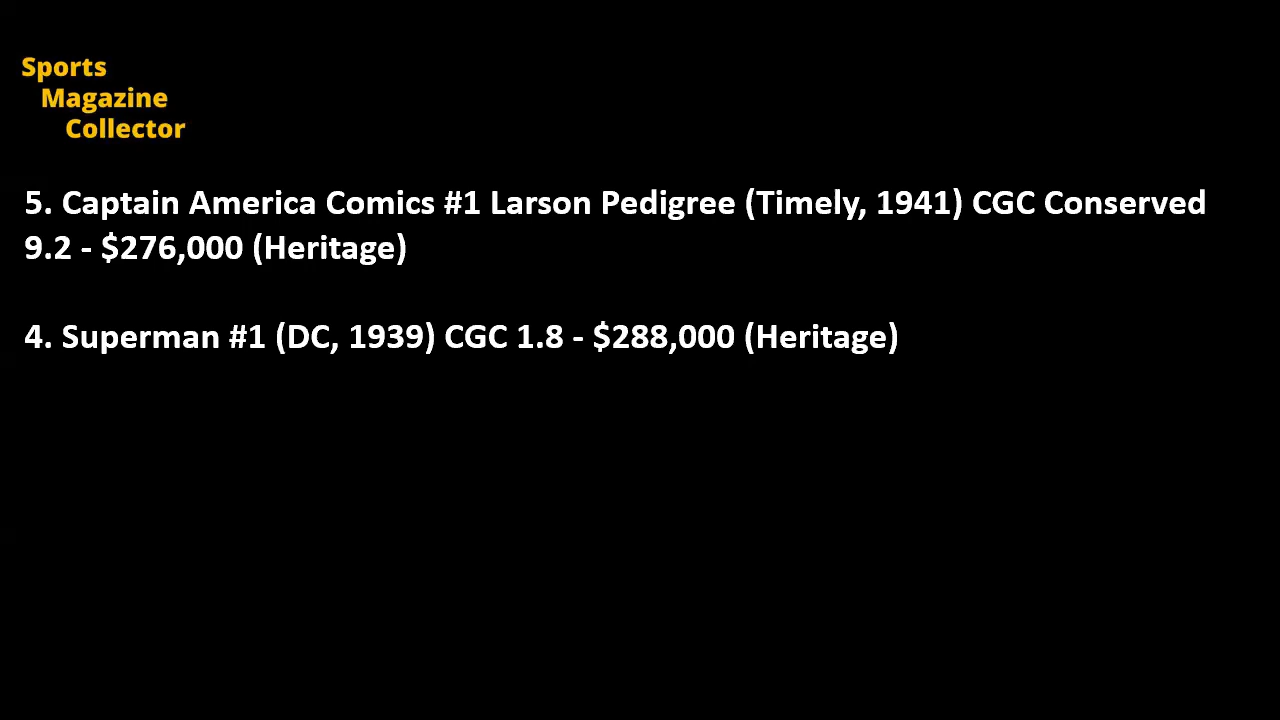 Sports
Magazine
Collector
5. Captain America Comics #1 Larson Pedigree (Timely, 1941) CGC Conserved
9.2 - $276,000 (Heritage)
4. Superman #1 (DC, 1939) CGC 1.8 - $288,000 (Heritage)